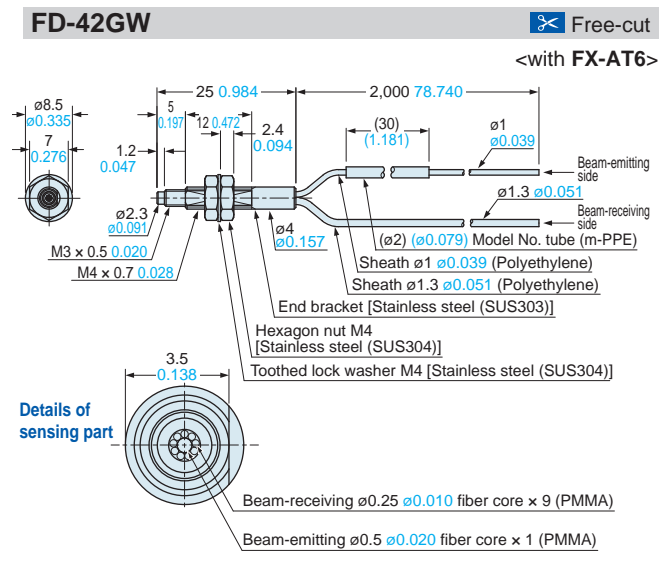 FD-42GW
Free-cut
<with FX-AT6>
25 0.984
2,000 78.740
ø8.5
ø0.335
7
0.276
5
0.197
12 0.472
2.4
0.094
1.2
0.047
(30)
(1.181)
ø1
ø0.039
Beam-emitting
side
ø1.3 ø0.051
Beam-receiving
side
ø2.3
ø0.091
ø4
ø0.157
(ø2) (ø0.079) Model No. tube (m-PPE)
M3 × 0.5 0.020
Sheath ø1 ø0.039 (Polyethylene)
M4 × 0.7 0.028
Sheath ø1.3 ø0.051 (Polyethylene)
End bracket [Stainless steel (SUS303)]
Hexagon nut M4
[Stainless steel (SUS304)]
Toothed lock washer M4 [Stainless steel (SUS304)]
3.5
0.138
Details of
sensing part
Beam-receiving ø0.25 ø0.010 fiber core × 9 (PMMA)
Beam-emitting ø0.5 ø0.020 fiber core × 1 (PMMA)